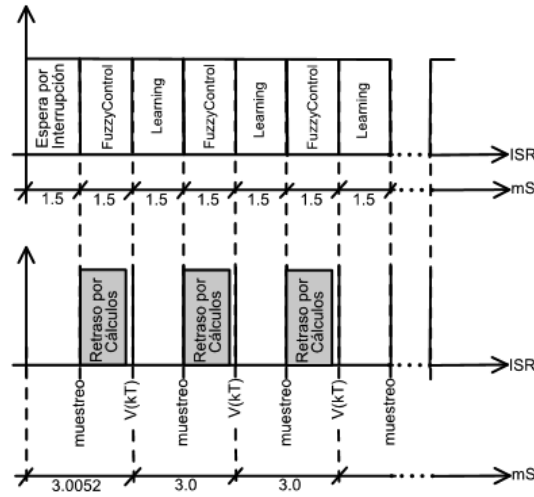 Espera por
Interrupción
FuzzyControl
Learning
FuzzyControl
Learning
FuzzyControl
Learning
ISR
mS
1.5
1.5
1.5
1.5
1.5
1.5
1.5
Retraso por
Cálculos
Retraso por
Cálculos
Retraso por
Cálculos
ISR
muestreo
V(kT)
muestreo
V(kT)
muestreo
V(kT)
muestreo
mS
3.0052
3.0
3.0